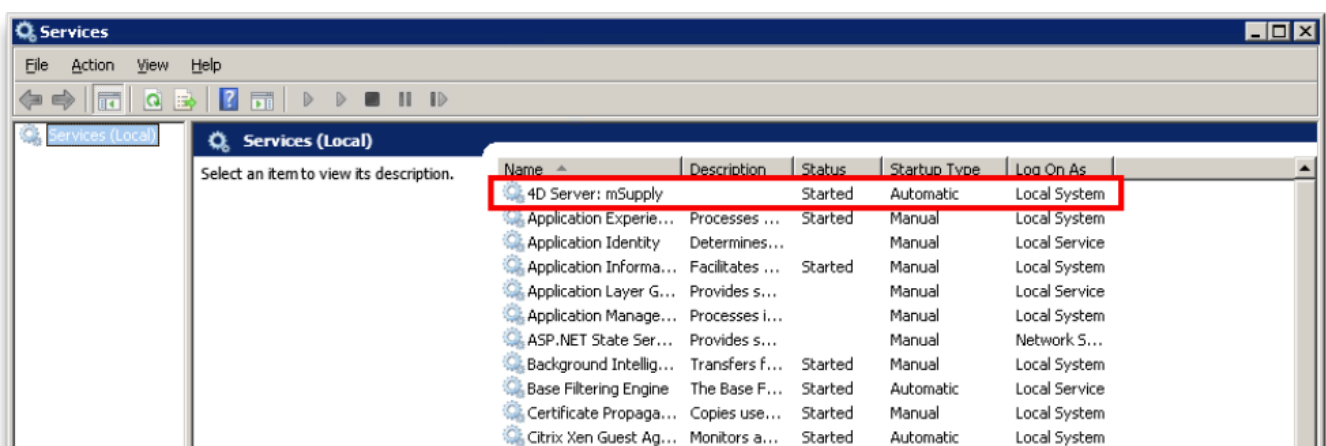 Services
File Action View Help
Services (Local)
Services (Local)
Select an item to view its description.
Name Description Status Startup Type Log On As
4D Server: mSupply Started Automatic Local System
Application Experie... Processes ... Started Manual Local System
Application Identity Determines... Manual Local Service
Application Informa... Facilitates ... Started Manual Local System
Application Layer G... Provides s... Manual Local Service
Application Manage... Processes i... Manual Local System
ASP.NET State Ser... Provides s... Manual Network S...
Background Intellig... Transfers f... Started Manual Local System
Base Filtering Engine The Base F... Started Automatic Local Service
Certificate Propaga... Copies use... Started Manual Local System
Citrix Xen Guest Ag... Monitors a... Started Automatic Local System